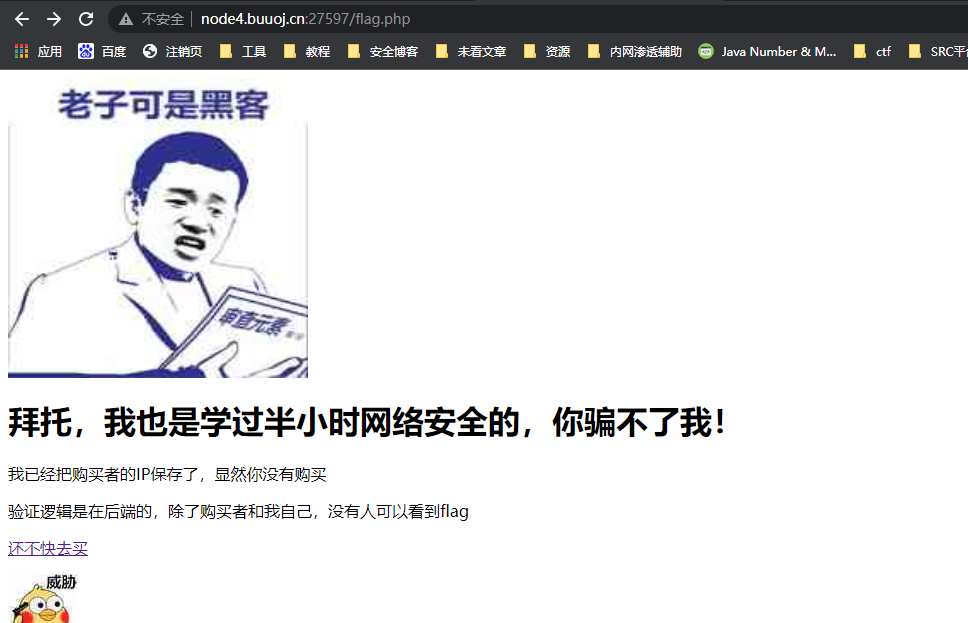 不安全 | node4.buuoj.cn:27597/flag.php
应用 百度 注销页 工具 教程 安全博客 未看文章 资源 内网渗透辅助 Java Number & M... ctf SRC平台
老子可是黑客
审查元素
拜托，我也是学过半小时网络安全的，你骗不了我！
我已经把购买者的IP保存了，显然你没有购买
验证逻辑是在后端的，除了购买者和我自己，没有人可以看到flag
还不快去买
威胁